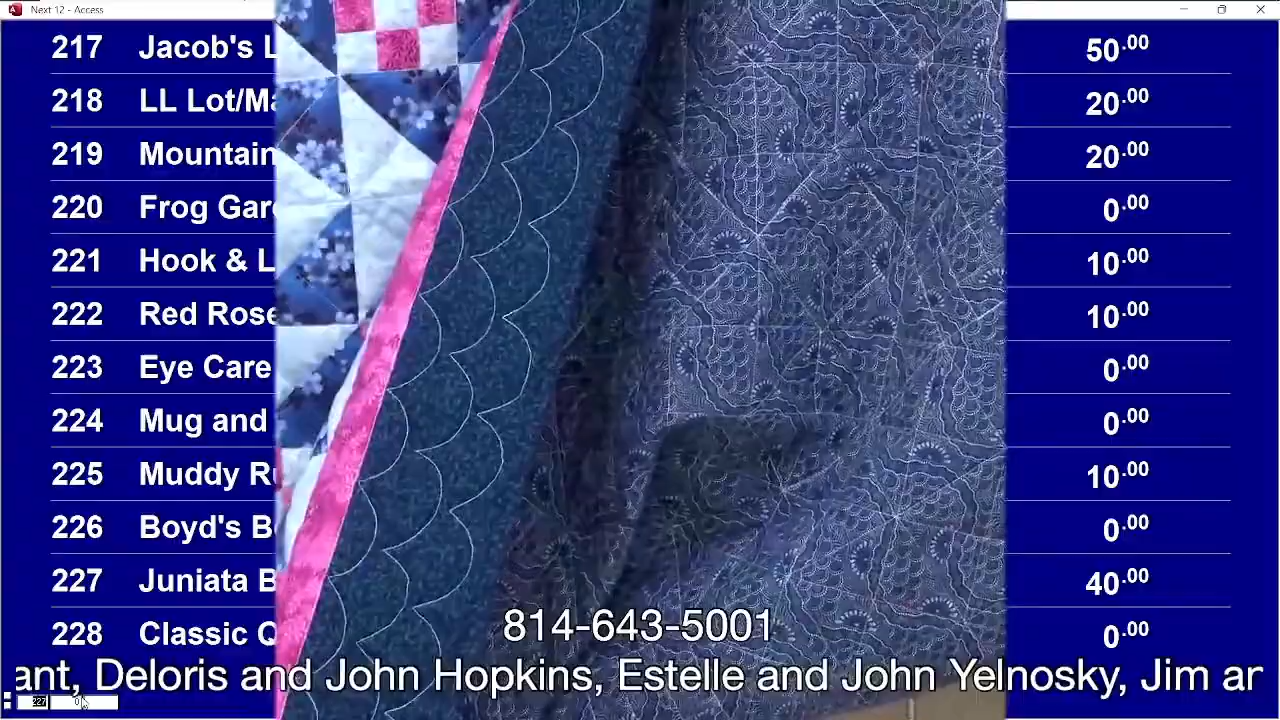 Next 12 - Access
217 Jacob's L 50.00
218 LL Lot/Ma 20.00
219 Mountain 20.00
220 Frog Gar 0.00
221 Hook & L 10.00
222 Red Rose 10.00
223 Eye Care 0.00
224 Mug and 0.00
225 Muddy Ru 10.00
226 Boyd's B 0.00
227 Juniata B 40.00
228 Classic Q 0.00
814-643-5001
ant, Deloris and John Hopkins, Estelle and John Yelnosky, Jim ar
227 0